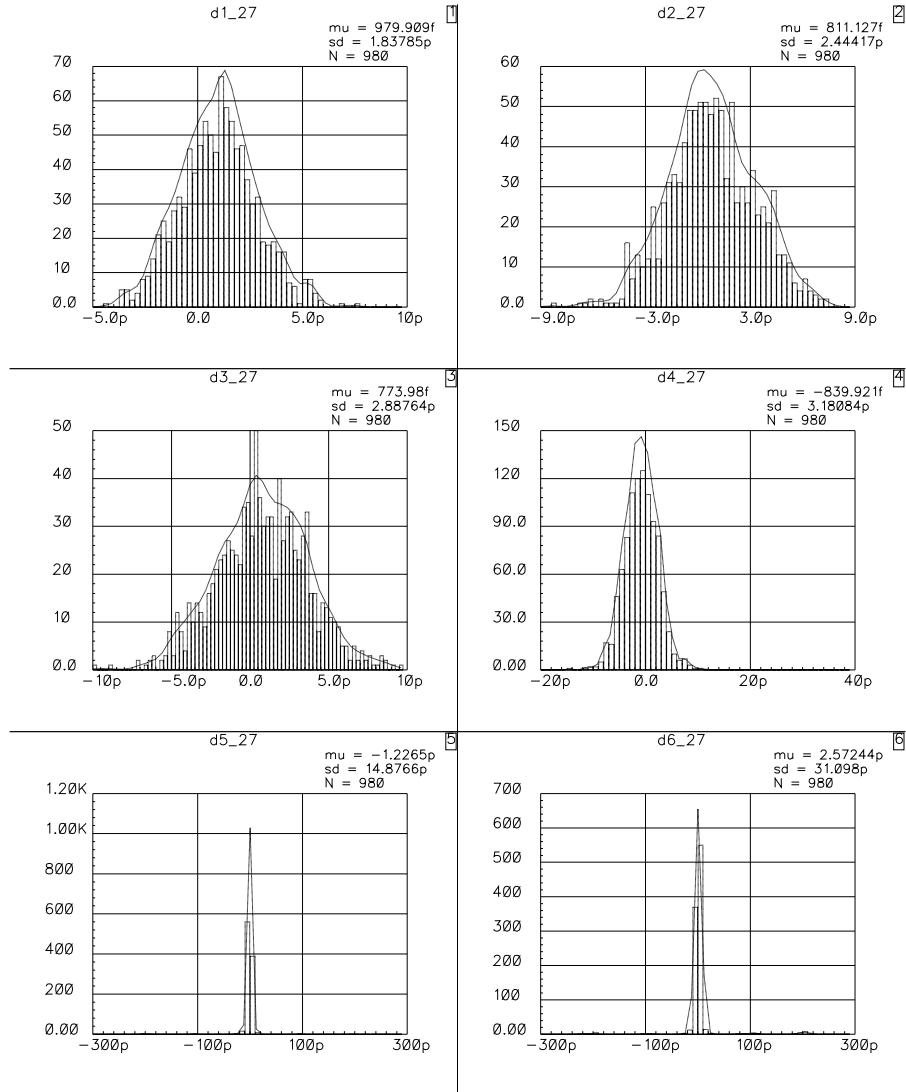 d1_27
1
mu = 979.909f
sd = 1.83785p
N = 980
70
60
50
40
30
20
10
0.0
-5.0p 0.0 5.0p 10p
d2_27
2
mu = 811.127f
sd = 2.44417p
N = 980
60
50
40
30
20
10
0.0
-9.0p -3.0p 3.0p 9.0p
d3_27
3
mu = 773.98f
sd = 2.88764p
N = 980
50
40
30
20
10
0.0
-10p -5.0p 0.0 5.0p 10p
d4_27
4
mu = -839.921f
sd = 3.18084p
N = 980
150
120
90.0
60.0
30.0
0.00
-20p 0.0 20p 40p
d5_27
5
mu = -1.2265p
sd = 14.8766p
N = 980
1.20K
1.00K
800
600
400
200
0.00
-300p -100p 100p 300p
d6_27
6
mu = 2.57244p
sd = 31.098p
N = 980
700
600
500
400
300
200
100
0.00
-300p -100p 100p 300p